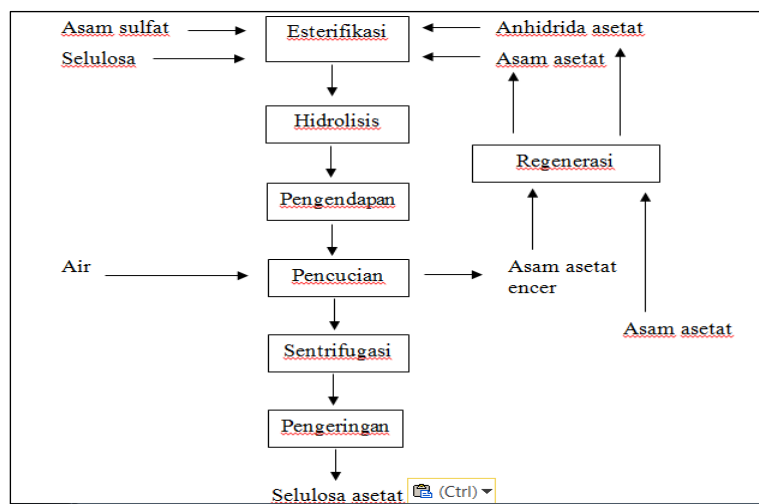 Asam sulfat
Esterifikasi
Anhidrida asetat
Selulosa
Asam asetat
Hidrolisis
Regenerasi
Pengendapan
Air
Pencucian
Asam asetat
encer
Asam asetat
Sentrifugasi
Pengeringan
Selulosa asetat
(Ctrl)